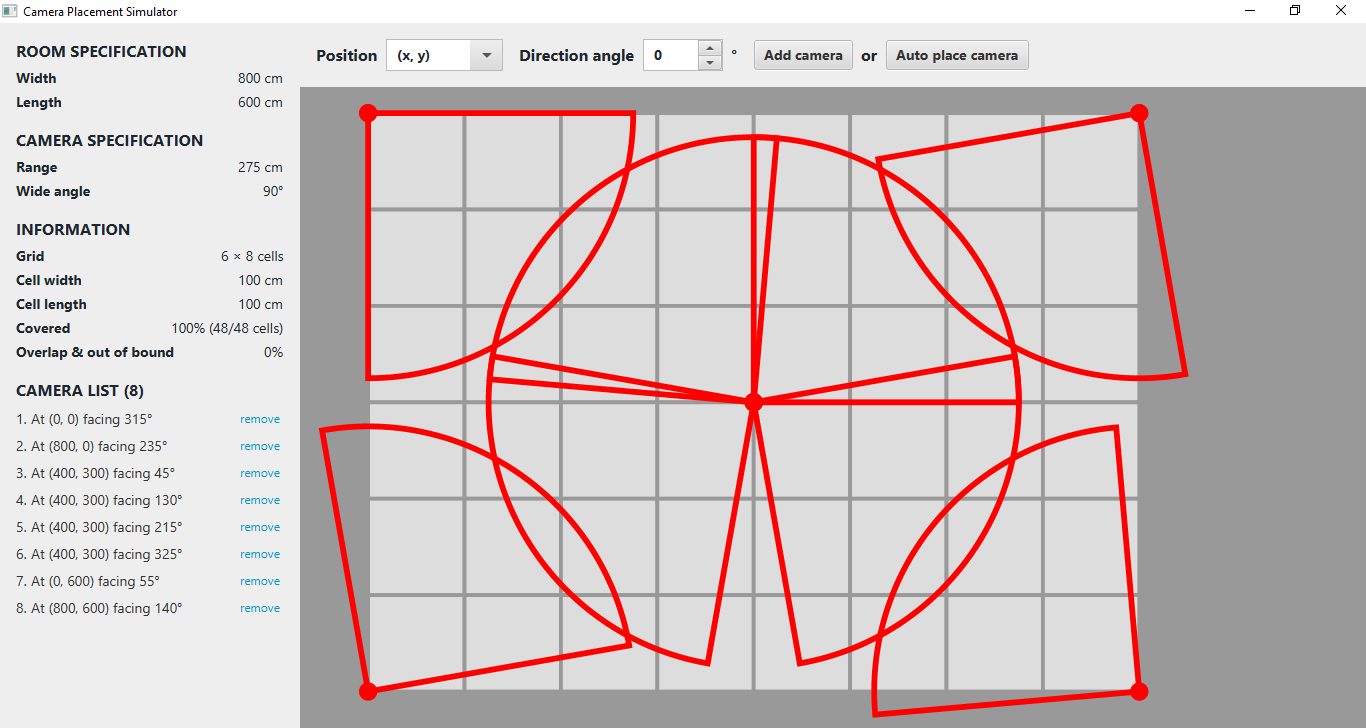 Camera Placement Simulator
ROOM SPECIFICATION
Width 800 cm
Length 600 cm
CAMERA SPECIFICATION
Range 275 cm
Wide angle 90°
INFORMATION
Grid 6 × 8 cells
Cell width 100 cm
Cell length 100 cm
Covered 100% (48/48 cells)
Overlap & out of bound 0%
CAMERA LIST (8)
1. At (0, 0) facing 315° remove
2. At (800, 0) facing 235° remove
3. At (400, 300) facing 45° remove
4. At (400, 300) facing 130° remove
5. At (400, 300) facing 215° remove
6. At (400, 300) facing 325° remove
7. At (0, 600) facing 55° remove
8. At (800, 600) facing 140° remove
Position (x, y) Direction angle 0 ° Add camera or Auto place camera